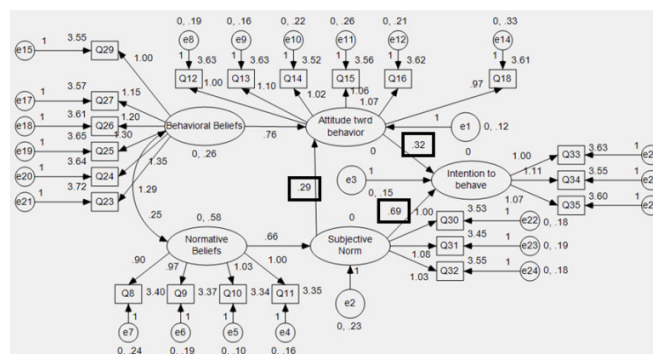 0, .19 0, .16 0, .22 0, .26 0, .21 0, .33
e8 e9 e10 e11 e12 e14
e15 1 3.55 Q29 1 3.63 1 3.63 1 3.52 1 3.56 1 3.62 1 3.61
Q12 Q13 Q14 Q15 Q16 Q18
1.00 1.00 1.10 1.02 1.06 1.07 .97
e17 1 3.57 Q27 1.15
e18 1 3.61 Q26 1.20
Behavioral Beliefs .76 Attitude twrd behavior 1 e1
e19 1 3.65 Q25 1.30 0, .26 0 0, .12
e20 1 3.64 Q24 1.35
e21 1 3.72 Q23 1.29
.32 0
.29 e3 1 Intention to behave
0, .15
1.00 Q33 3.63 1
1.11 Q34 3.55 1
1.07 Q35 3.60 1
.25 0, .58 0 .69 1.00
Normative Beliefs .66 Subjective Norm
Q30 3.53 1 e22 0, .18
1.08 Q31 3.45 1 e23 0, .19
1.03 Q32 3.55 1 e24 0, .18
.90 .97 1.03 1.00
Q8 3.40 Q9 3.37 Q10 3.34 Q11 3.35
1 1 1 1 1
e7 e6 e5 e4 e2
0, .24 0, .19 0, .10 0, .16 0, .23